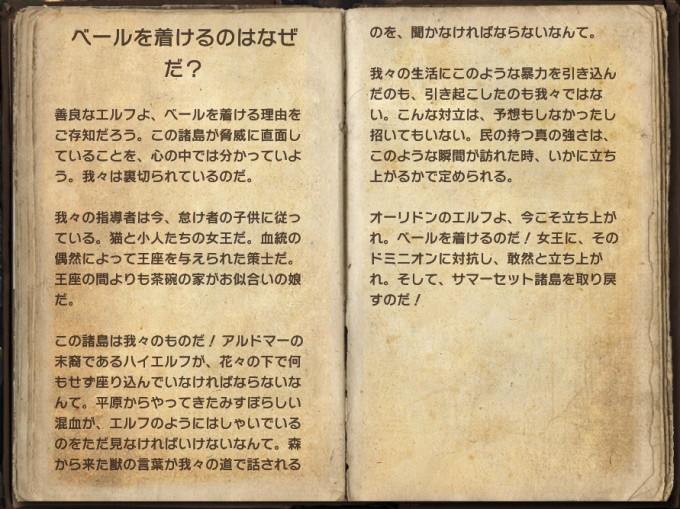 ベールを着けるのはなぜ
だ？
善良なエルフよ、ベールを着ける理由を
ご存知だろう。この諸島が脅威に直面し
ていることを、心の中では分かっていよ
う。我々は裏切られているのだ。
我々の指導者は今、怠け者の子供に従っ
ている。猫と小人たちの女王だ。血統の
偶然によって王座を与えられた策士だ。
王座の間よりも茶碗の家がお似合いの娘
だ。
この諸島は我々のものだ！アルドマーの
末裔であるハイエルフが、花々の下で何
もせず座り込んでいなければならないな
んて。平原からやってきたみすぼらしい
混血が、エルフのようにはしゃいでいる
のをただ見なければいけないなんて。森
から来た獣の言葉が我々の道で話される
のを、聞かなければならないなんて。
我々の生活にこのような暴力を引き込ん
だのも、引き起こしたのも我々ではな
い。こんな対立は、予想もしなかったし
招いてもいない。民の持つ真の強さは、
このような瞬間が訪れた時、いかに立ち
上がるかで定められる。
オーリドンのエルフよ、今こそ立ち上が
れ。ベールを着けるのだ！女王に、その
ドミニオンに対抗し、敢然と立ち上が
れ。そして、サマーセット諸島を取り戻
すのだ！